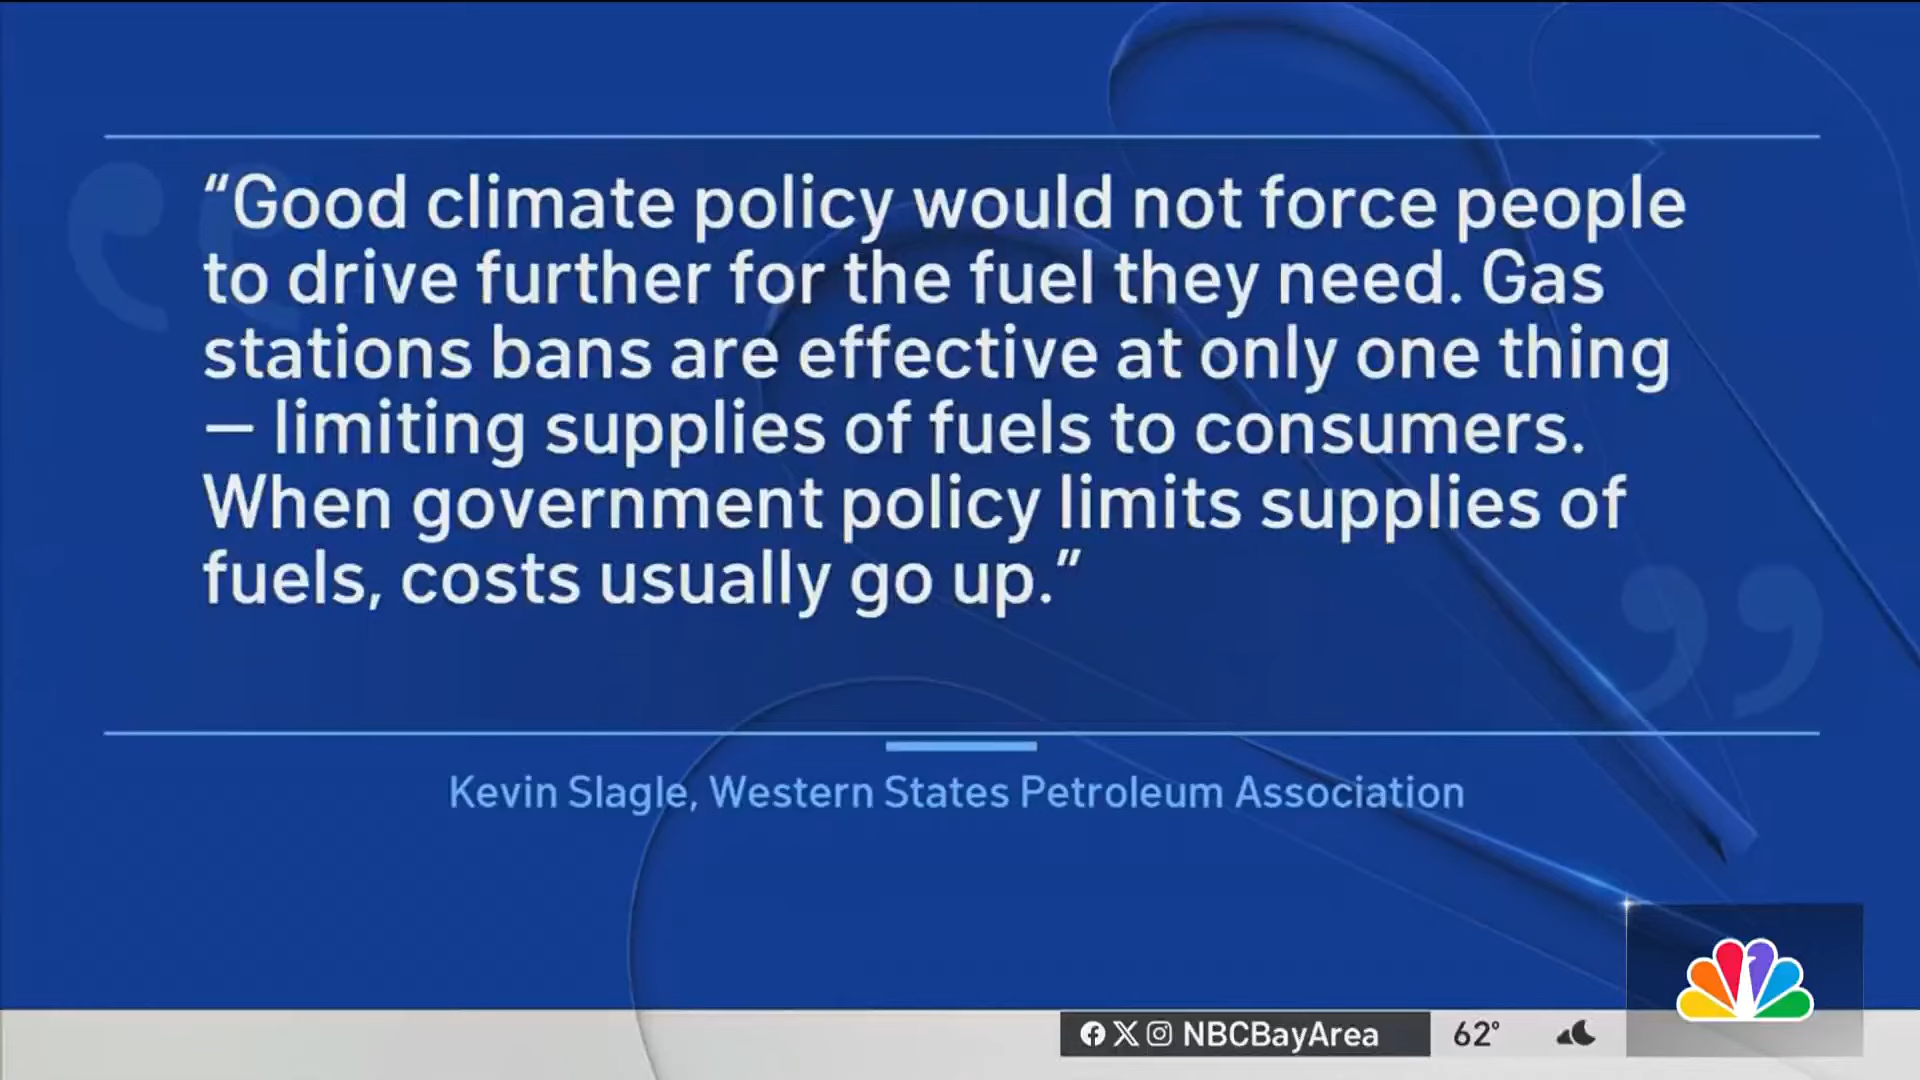 “Good climate policy would not force people
to drive further for the fuel they need. Gas
stations bans are effective at only one thing
— limiting supplies of fuels to consumers.
When government policy limits supplies of
fuels, costs usually go up.”
Kevin Slagle, Western States Petroleum Association
NBCBayArea 62°